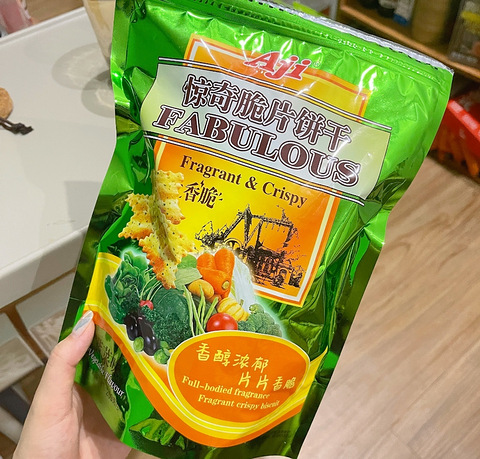 Aji
惊奇脆片饼干
FABULOUS
Fragrant & Crispy
香脆
香醇浓郁
片片香脆
Full-bodied fragrance
Fragrant crispy biscuit
flavour